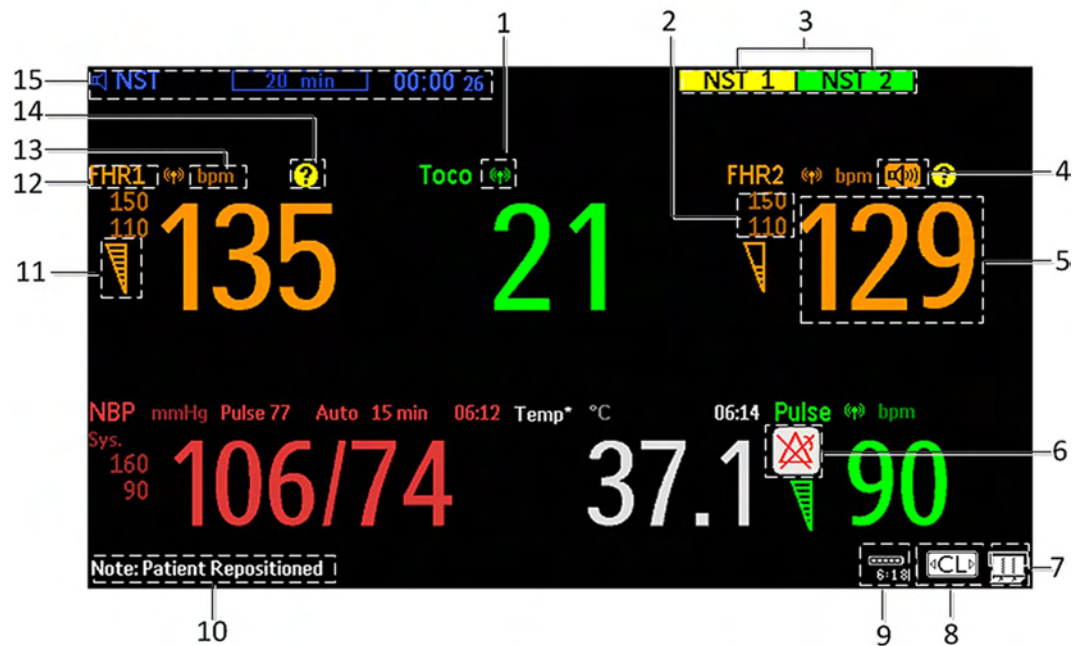 1 2 3
15 NST 20 min 00:00 26 NST 1 NST 2
14
13
12 FHR1 bpm ? Toco FHR2 bpm ? 4
150 150
110 110
135 21 129 5
11
NBP mmHg Pulse 77 Auto 15 min 06:12 Temp* °C 06:14 Pulse bpm
Sys.
160
90
106/74 37.1 90 6
Note: Patient Repositioned 6:18 CL 7
10 9 8